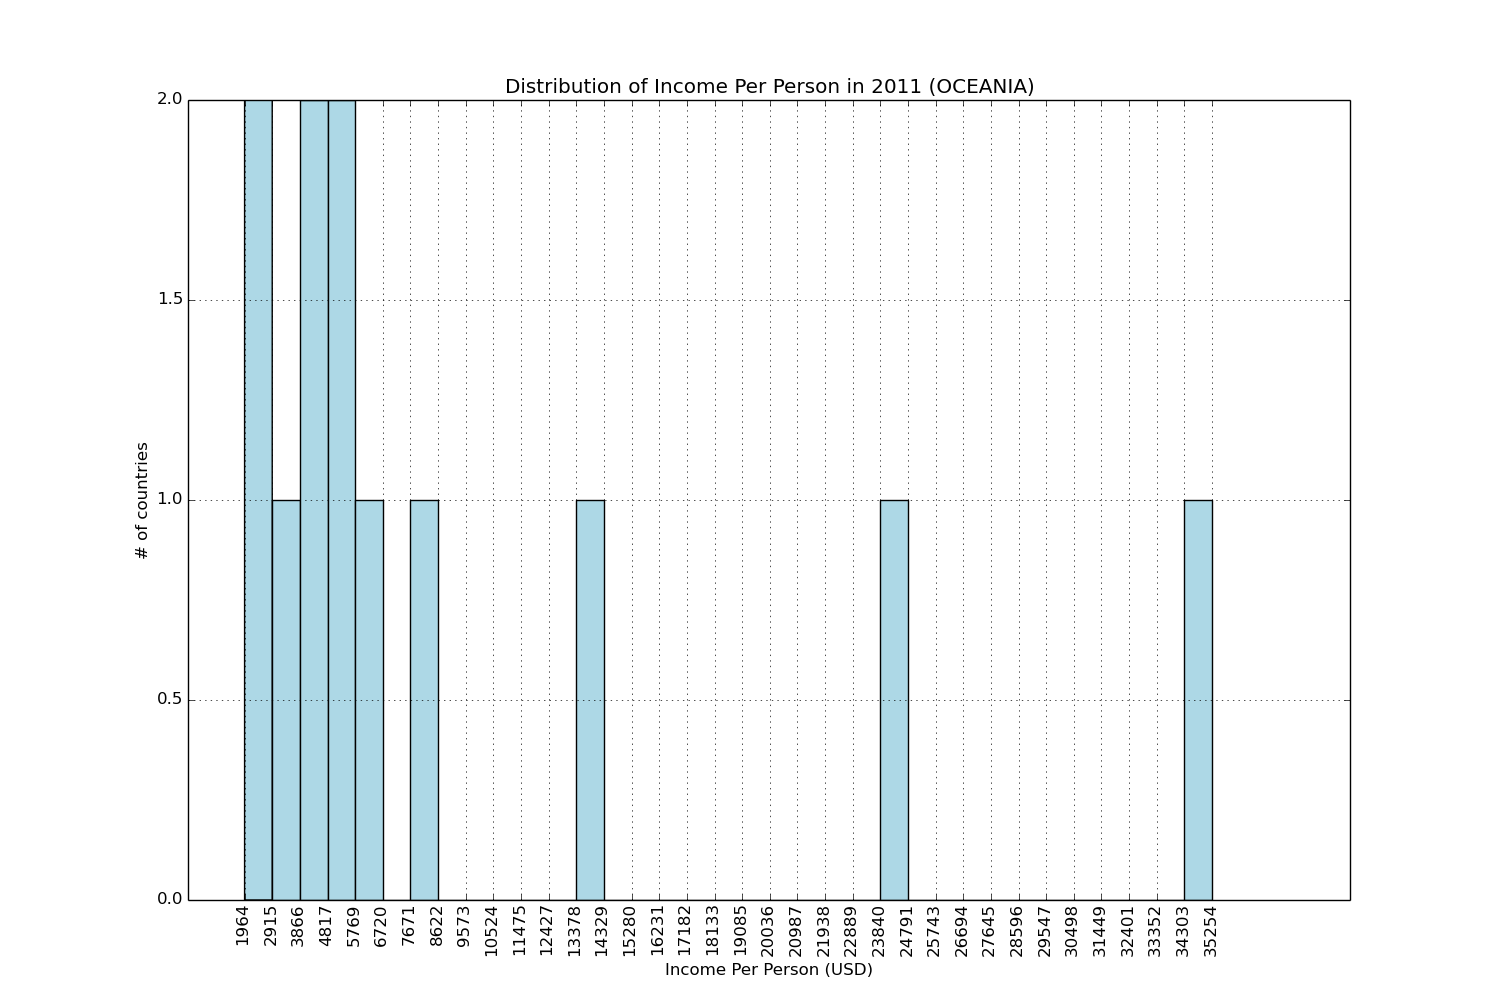 Distribution of Income Per Person in 2011 (OCEANIA)
2.0
1.5
1.0
0.5
0.0
# of countries
1964 2915 3866 4817 5769 6720 7671 8622 9573 10524 11475 12427 13378 14329 15280 16231 17182 18133 19085 20036 20987 21938 22889 23840 24791 25743 26694 27645 28596 29547 30498 31449 32401 33352 34303 35254
Income Per Person (USD)